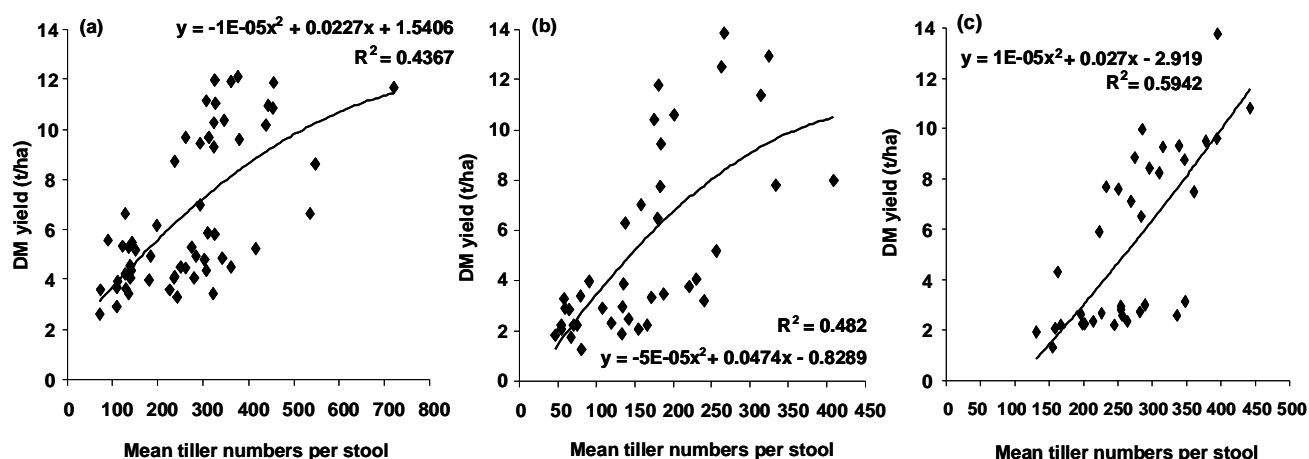 (a)
y = -1E-05x² + 0.0227x + 1.5406
R² = 0.4367
14
12
10
8
6
4
2
0
DM yield (t/ha)
0 100 200 300 400 500 600 700 800
Mean tiller numbers per stool
(b)
14
12
10
8
6
4
2
0
DM yield (t/ha)
R² = 0.482
y = -5E-05x² + 0.0474x - 0.8289
0 50 100 150 200 250 300 350 400 450
Mean tiller numbers per stool
(c)
y = 1E-05x² + 0.027x - 2.919
R² = 0.5942
14
12
10
8
6
4
2
0
DM yield (t/ha)
0 50 100 150 200 250 300 350 400 450 500
Mean tiller numbers per stool